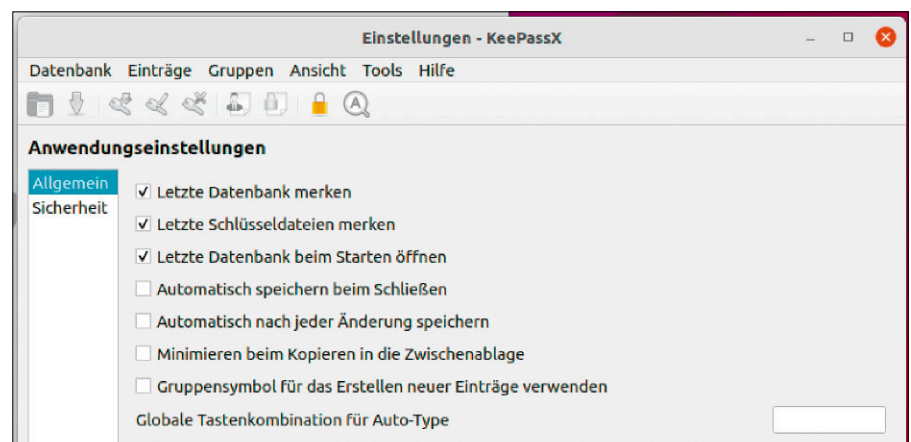 Einstellungen - KeePassX
Datenbank Einträge Gruppen Ansicht Tools Hilfe
Anwendungseinstellungen
Allgemein
Sicherheit
Letzte Datenbank merken
Letzte Schlüsseldateien merken
Letzte Datenbank beim Starten öffnen
Automatisch speichern beim Schließen
Automatisch nach jeder Änderung speichern
Minimieren beim Kopieren in die Zwischenablage
Gruppensymbol für das Erstellen neuer Einträge verwenden
Globale Tastenkombination für Auto-Type